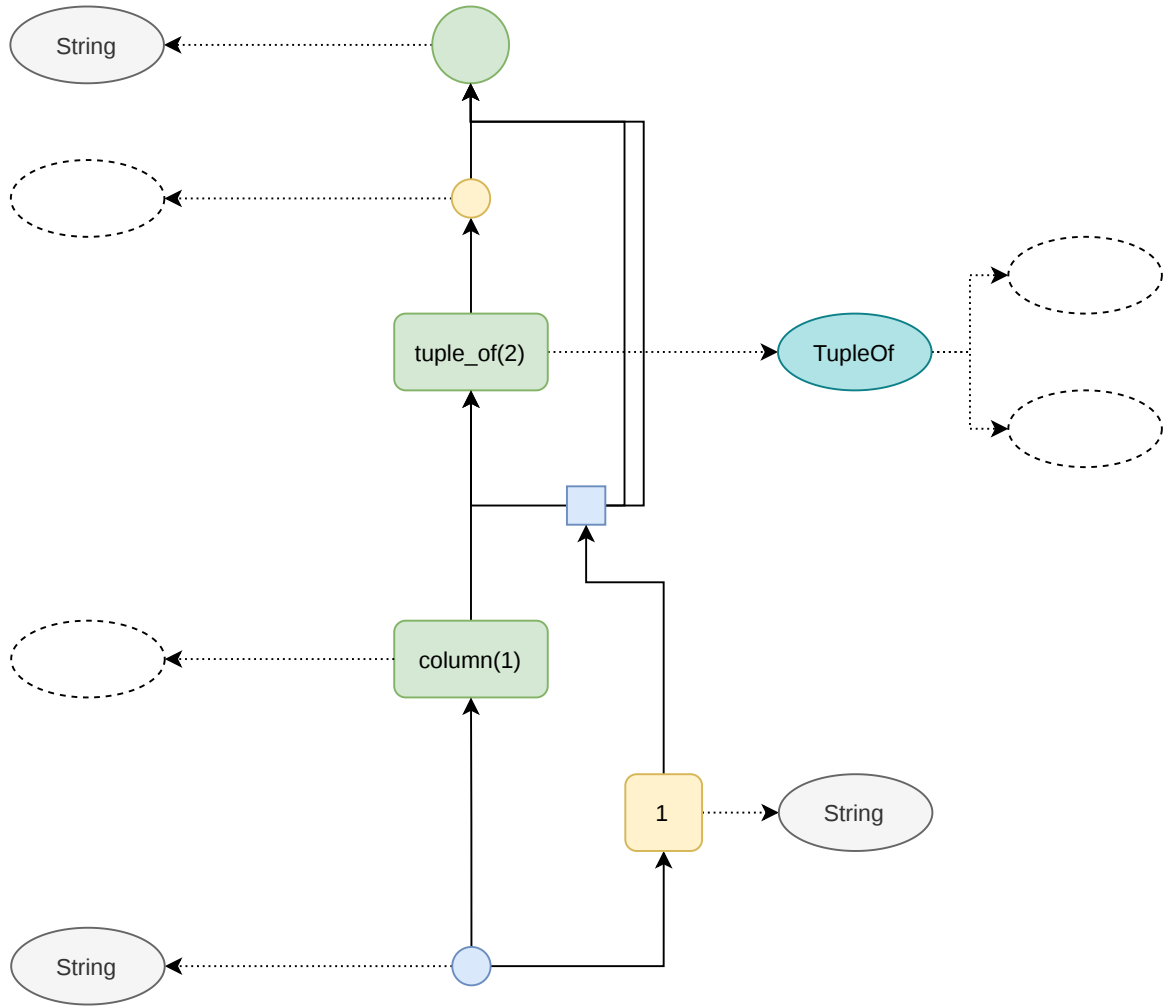 String
tuple_of(2)
TupleOf
column(1)
1
String
String